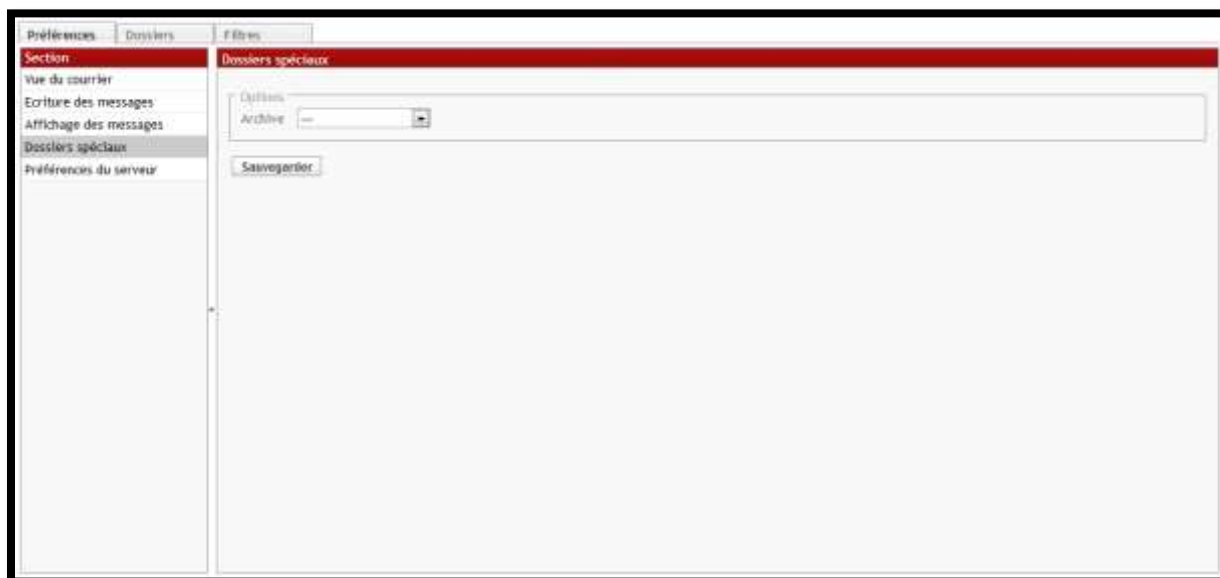 Préférences
Dossiers
Filtres
Section
Vue du courrier
Ecriture des messages
Affichage des messages
Dossiers spéciaux
Préférences du serveur
Dossiers spéciaux
Options
Archive
---
Sauvegarder